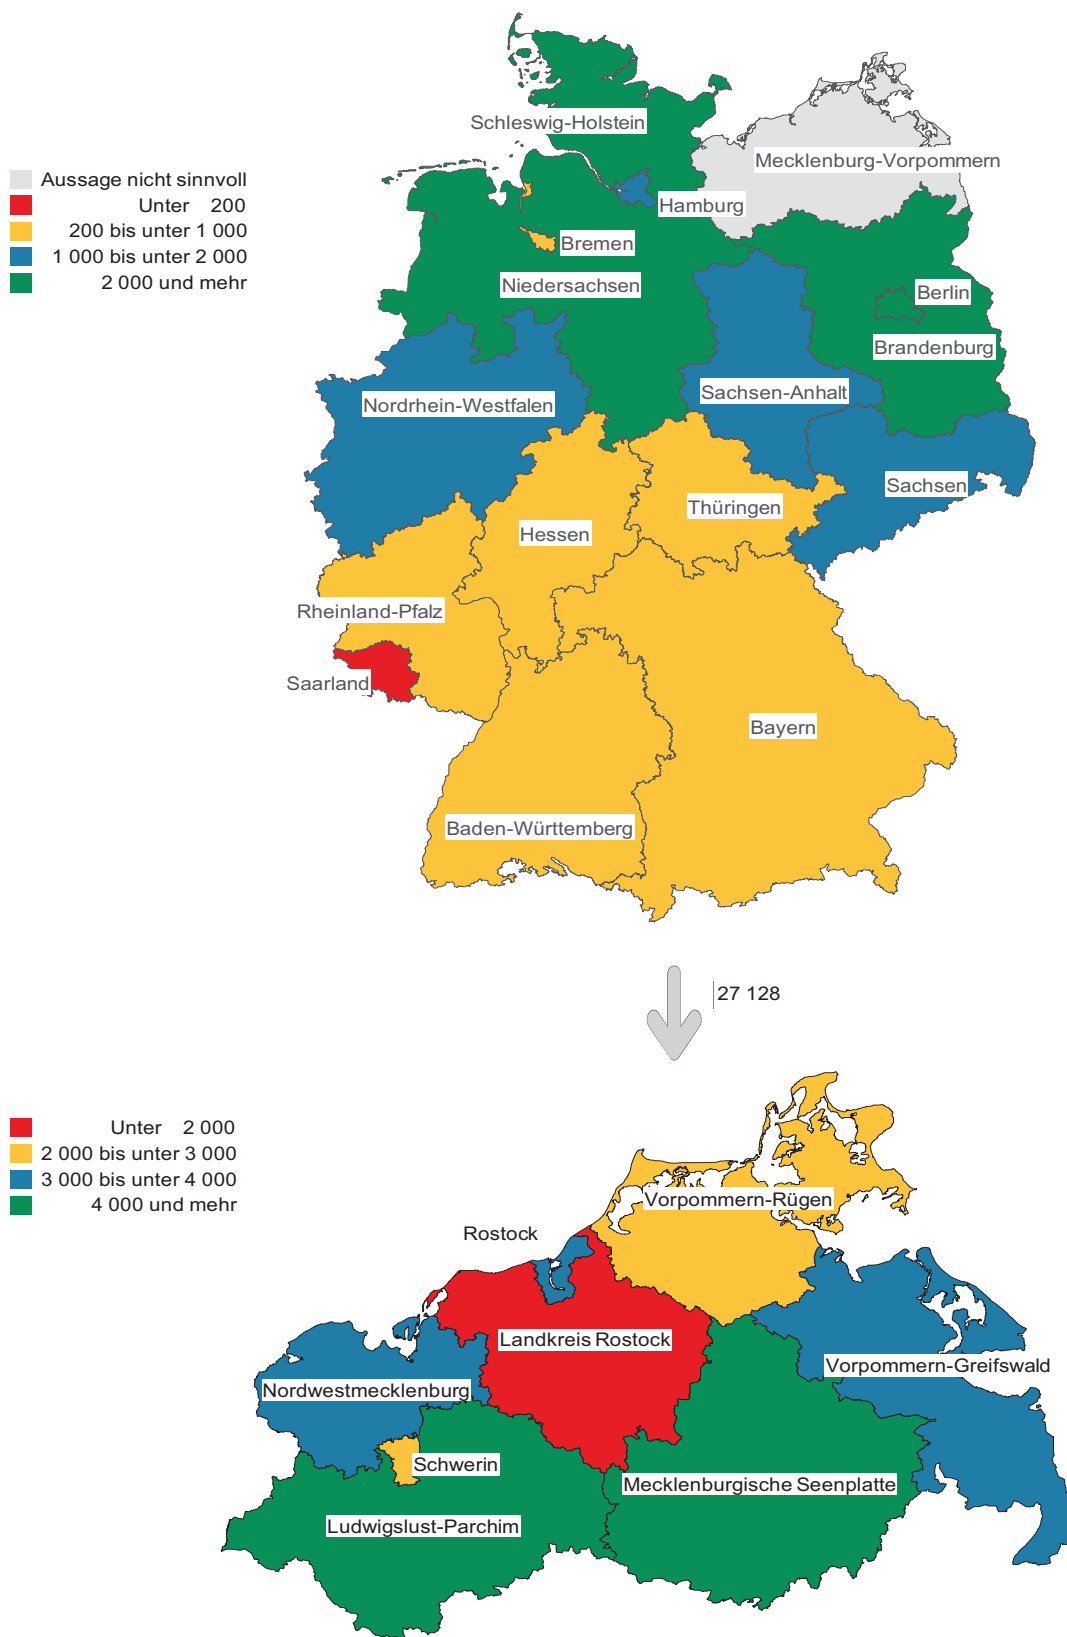 Schleswig-Holstein
Mecklenburg-Vorpommern
Aussage nicht sinnvoll
Unter 200
200 bis unter 1 000
1 000 bis unter 2 000
2 000 und mehr
Hamburg
Bremen
Niedersachsen
Berlin
Brandenburg
Sachsen-Anhalt
Nordrhein-Westfalen
Sachsen
Thüringen
Hessen
Rheinland-Pfalz
Saarland
Bayern
Baden-Württemberg
27 128
Unter 2 000
2 000 bis unter 3 000
3 000 bis unter 4 000
4 000 und mehr
Vorpommern-Rügen
Rostock
Landkreis Rostock
Vorpommern-Greifswald
Nordwestmecklenburg
Schwerin
Mecklenburgische Seenplatte
Ludwigslust-Parchim